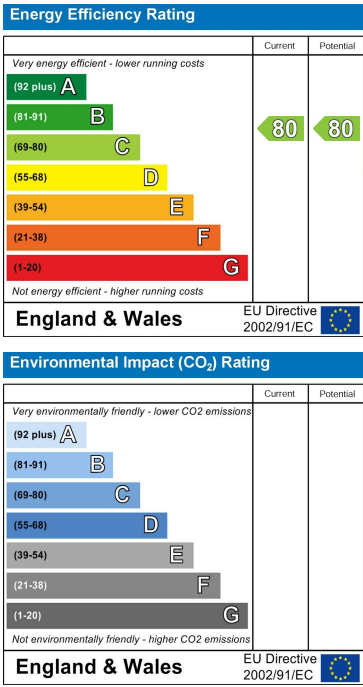 Energy Efficiency Rating
Current Potential
Very energy efficient - lower running costs
(92 plus) A
(81-91) B
80 80
(69-80) C
(55-68) D
(39-54) E
(21-38) F
(1-20) G
Not energy efficient - higher running costs
England & Wales
EU Directive
2002/91/EC
Environmental Impact (CO₂) Rating
Current Potential
Very environmentally friendly - lower CO2 emissions
(92 plus) A
(81-91) B
(69-80) C
(55-68) D
(39-54) E
(21-38) F
(1-20) G
Not environmentally friendly - higher CO2 emissions
England & Wales
EU Directive
2002/91/EC